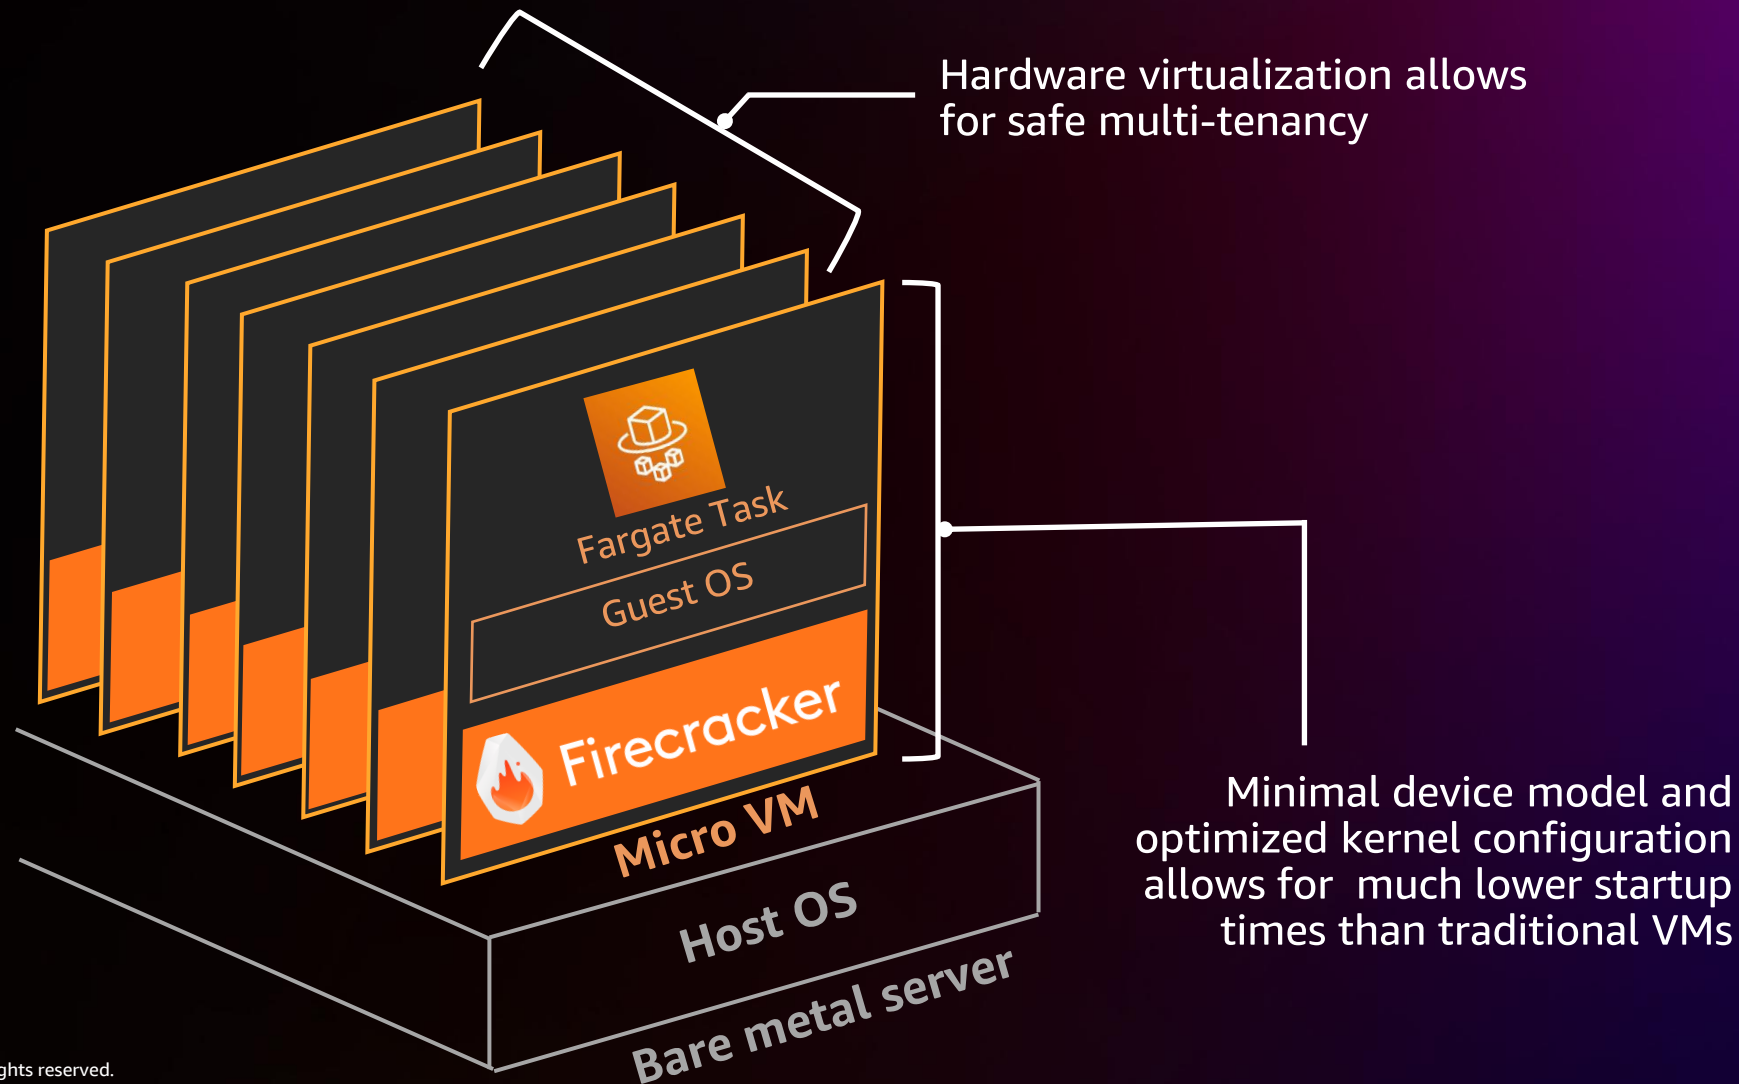 Hardware virtualization allows
for safe multi-tenancy
Fargate Task
Guest OS
Firecracker
Micro VM
Host OS
Bare metal server
Minimal device model and
optimized kernel configuration
allows for  much lower startup
times than traditional VMs
ghts reserved.